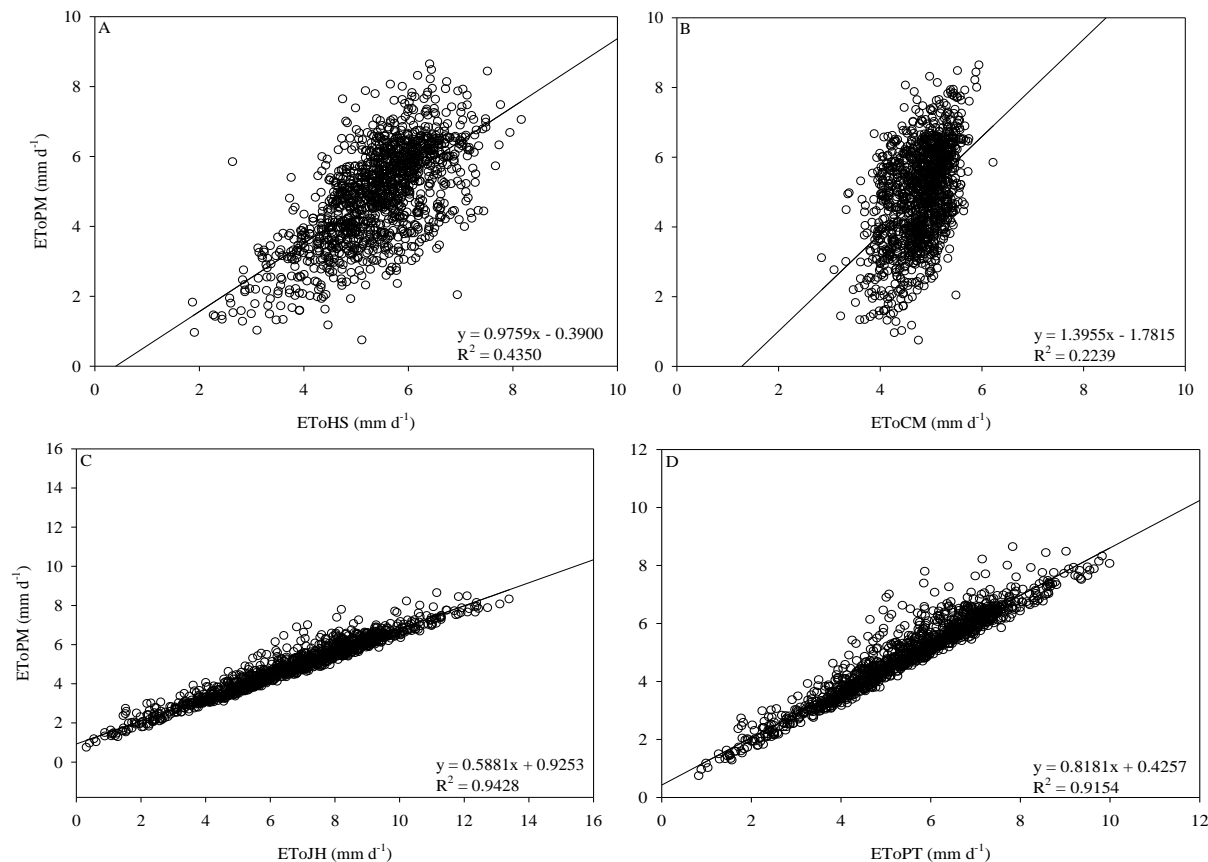 A
10
8
6
4
2
0
EToPM (mm d⁻¹)
y = 0.9759x - 0.3900
R² = 0.4350
0 2 4 6 8 10
EToHS (mm d⁻¹)
B
10
8
6
4
2
0
y = 1.3955x - 1.7815
R² = 0.2239
0 2 4 6 8 10
EToCM (mm d⁻¹)
C
16
14
12
10
8
6
4
2
0
EToPM (mm d⁻¹)
y = 0.5881x + 0.9253
R² = 0.9428
0 2 4 6 8 10 12 14 16
EToJH (mm d⁻¹)
D
12
10
8
6
4
2
0
y = 0.8181x + 0.4257
R² = 0.9154
0 2 4 6 8 10 12
EToPT (mm d⁻¹)